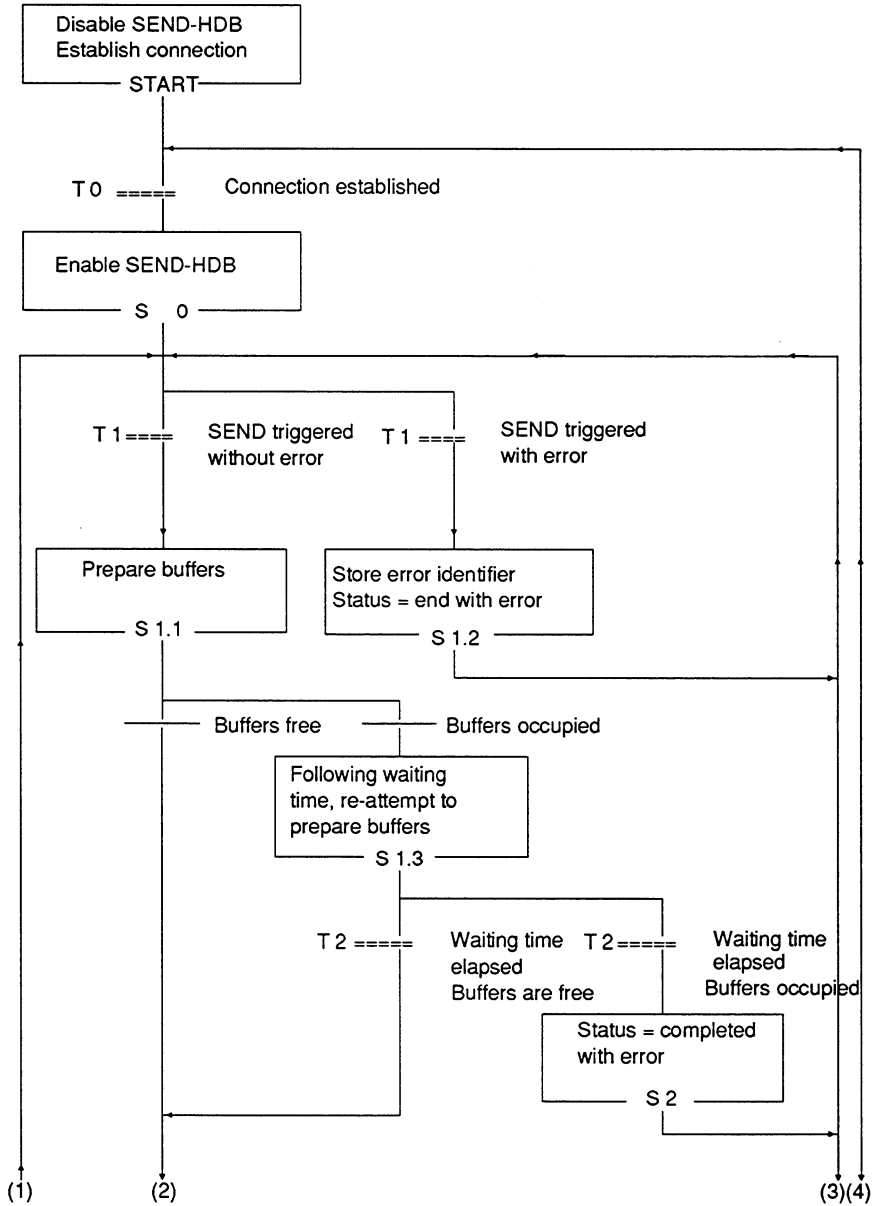 Disable SEND-HDB
Establish connection
START
T 0 ===== Connection established
Enable SEND-HDB
S 0
T 1 ==== SEND triggered
without error
T 1 ==== SEND triggered
with error
Prepare buffers
S 1.1
Store error identifier
Status = end with error
S 1.2
Buffers free
Buffers occupied
Following waiting
time, re-attempt to
prepare buffers
S 1.3
T 2 ===== Waiting time
elapsed
Buffers are free
T 2 ===== Waiting time
elapsed
Buffers occupied
Status = completed
with error
S 2
(1) (2) (3) (4)